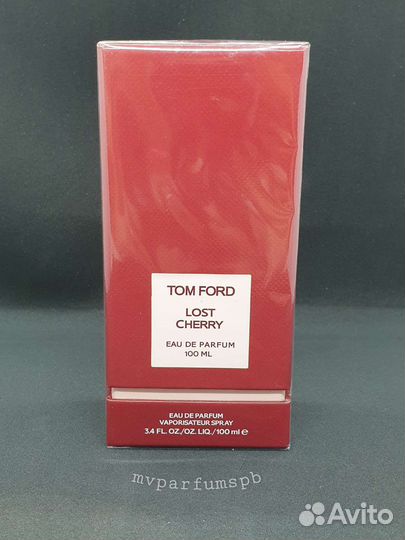 TOM FORD
LOST
CHERRY
EAU DE PARFUM
100 ML
EAU DE PARFUM
VAPORISATEUR SPRAY
3.4 FL. OZ./OZ. LIQ./100 ml ℮
mvparfumspb
Avito